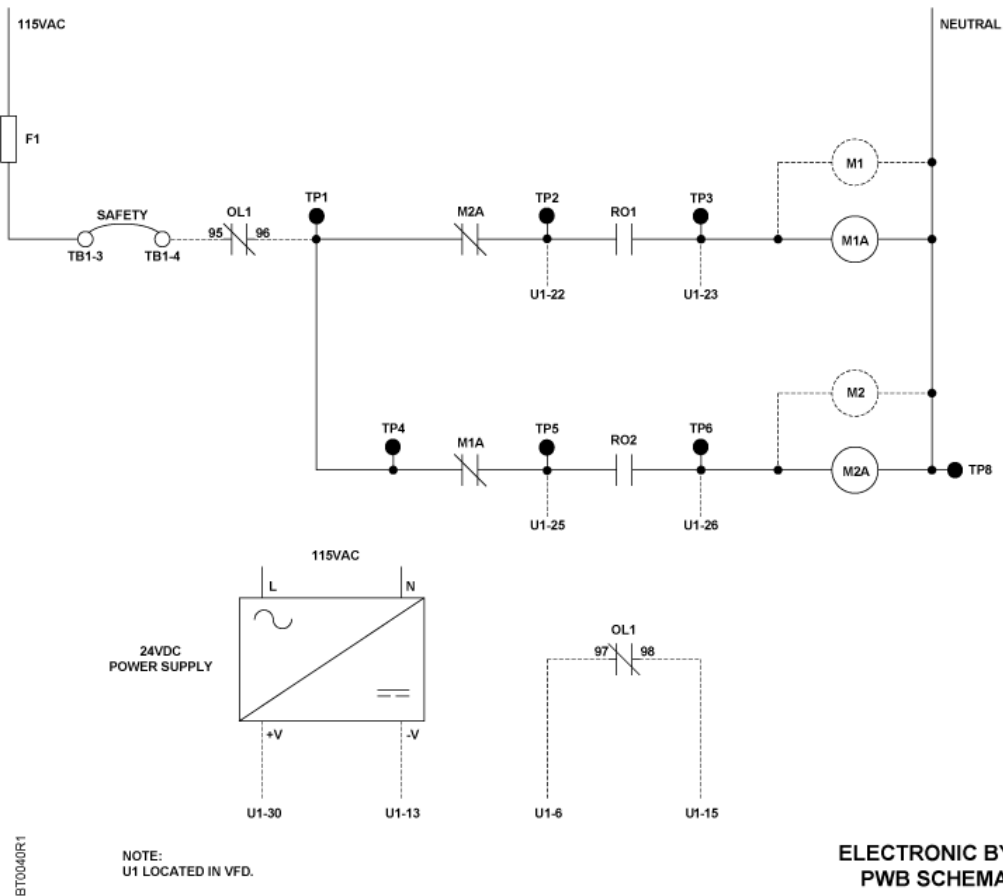 115VAC
NEUTRAL
F1
M1
TP1
TP2
TP3
SAFETY
OL1
M2A
RO1
95
96
M1A
TB1-3
TB1-4
U1-22
U1-23
M2
TP4
TP5
TP6
M1A
RO2
M2A
TP8
U1-25
U1-26
115VAC
L
N
24VDC
POWER SUPPLY
OL1
97
98
+V
-V
U1-30
U1-13
U1-6
U1-15
BT0040R1
NOTE:
U1 LOCATED IN VFD.
ELECTRONIC BY
PWB SCHEMA